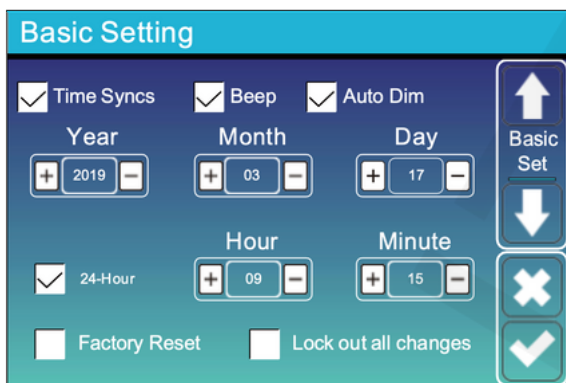 Basic Setting
Time Syncs Beep Auto Dim
Year Month Day
+ 2019 - + 03 - + 17 -
Basic
Set
Hour Minute
24-Hour + 09 - + 15 -
Factory Reset Lock out all changes